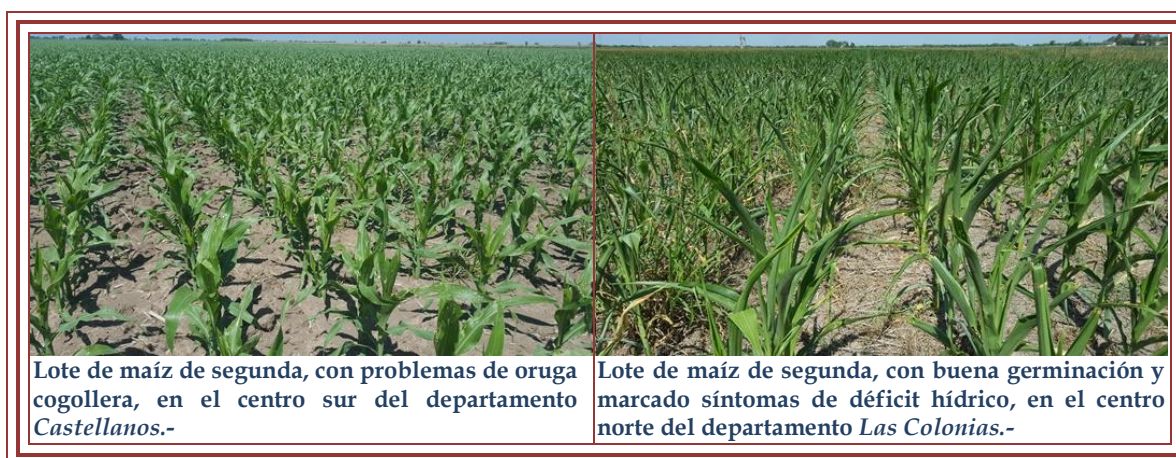 Lote de maíz de segunda, con problemas de oruga
cogollera, en el centro sur del departamento
Castellanos.-
Lote de maíz de segunda, con buena germinación y
marcado síntomas de déficit hídrico, en el centro
norte del departamento Las Colonias.-